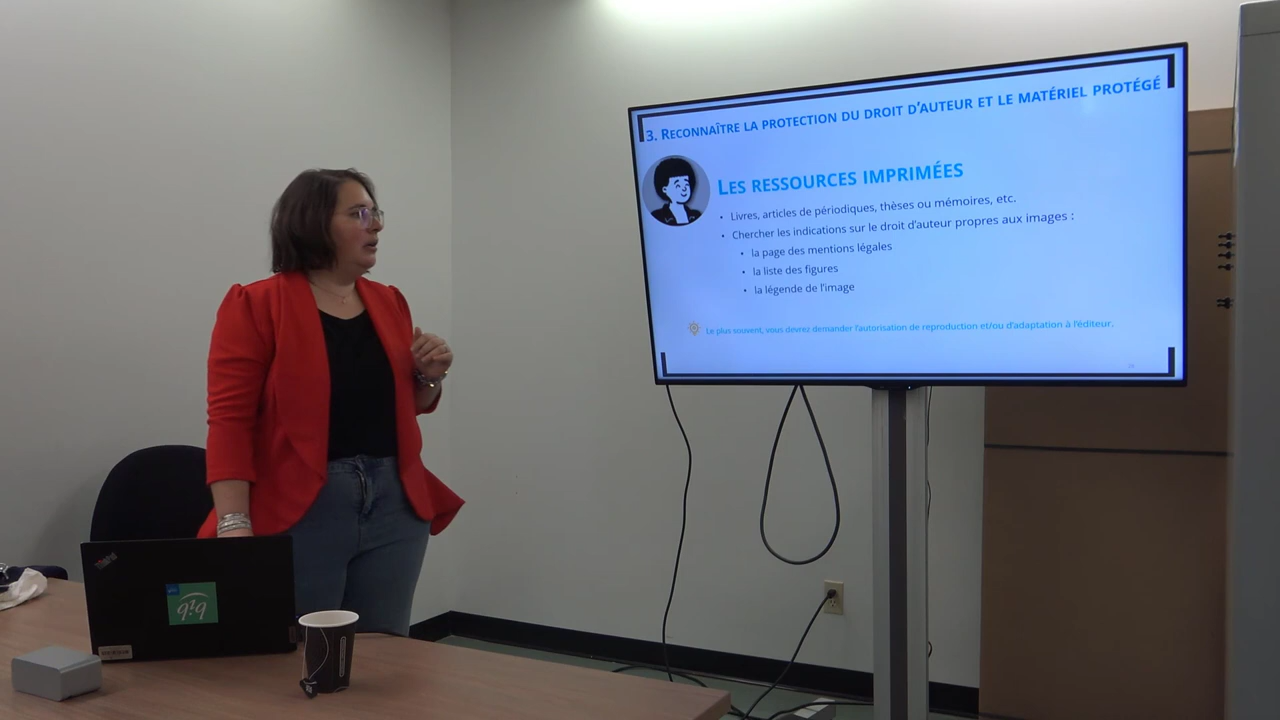 3. RECONNAÎTRE LA PROTECTION DU DROIT D'AUTEUR ET LE MATÉRIEL PROTÉGÉ
LES RESSOURCES IMPRIMÉES
• Livres, articles de périodiques, thèses ou mémoires, etc.
• Chercher les indications sur le droit d'auteur propres aux images :
• la page des mentions légales
• la liste des figures
• la légende de l'image
Le plus souvent, vous devrez demander l'autorisation de reproduction et/ou d'adaptation à l'éditeur.
ThinkPad